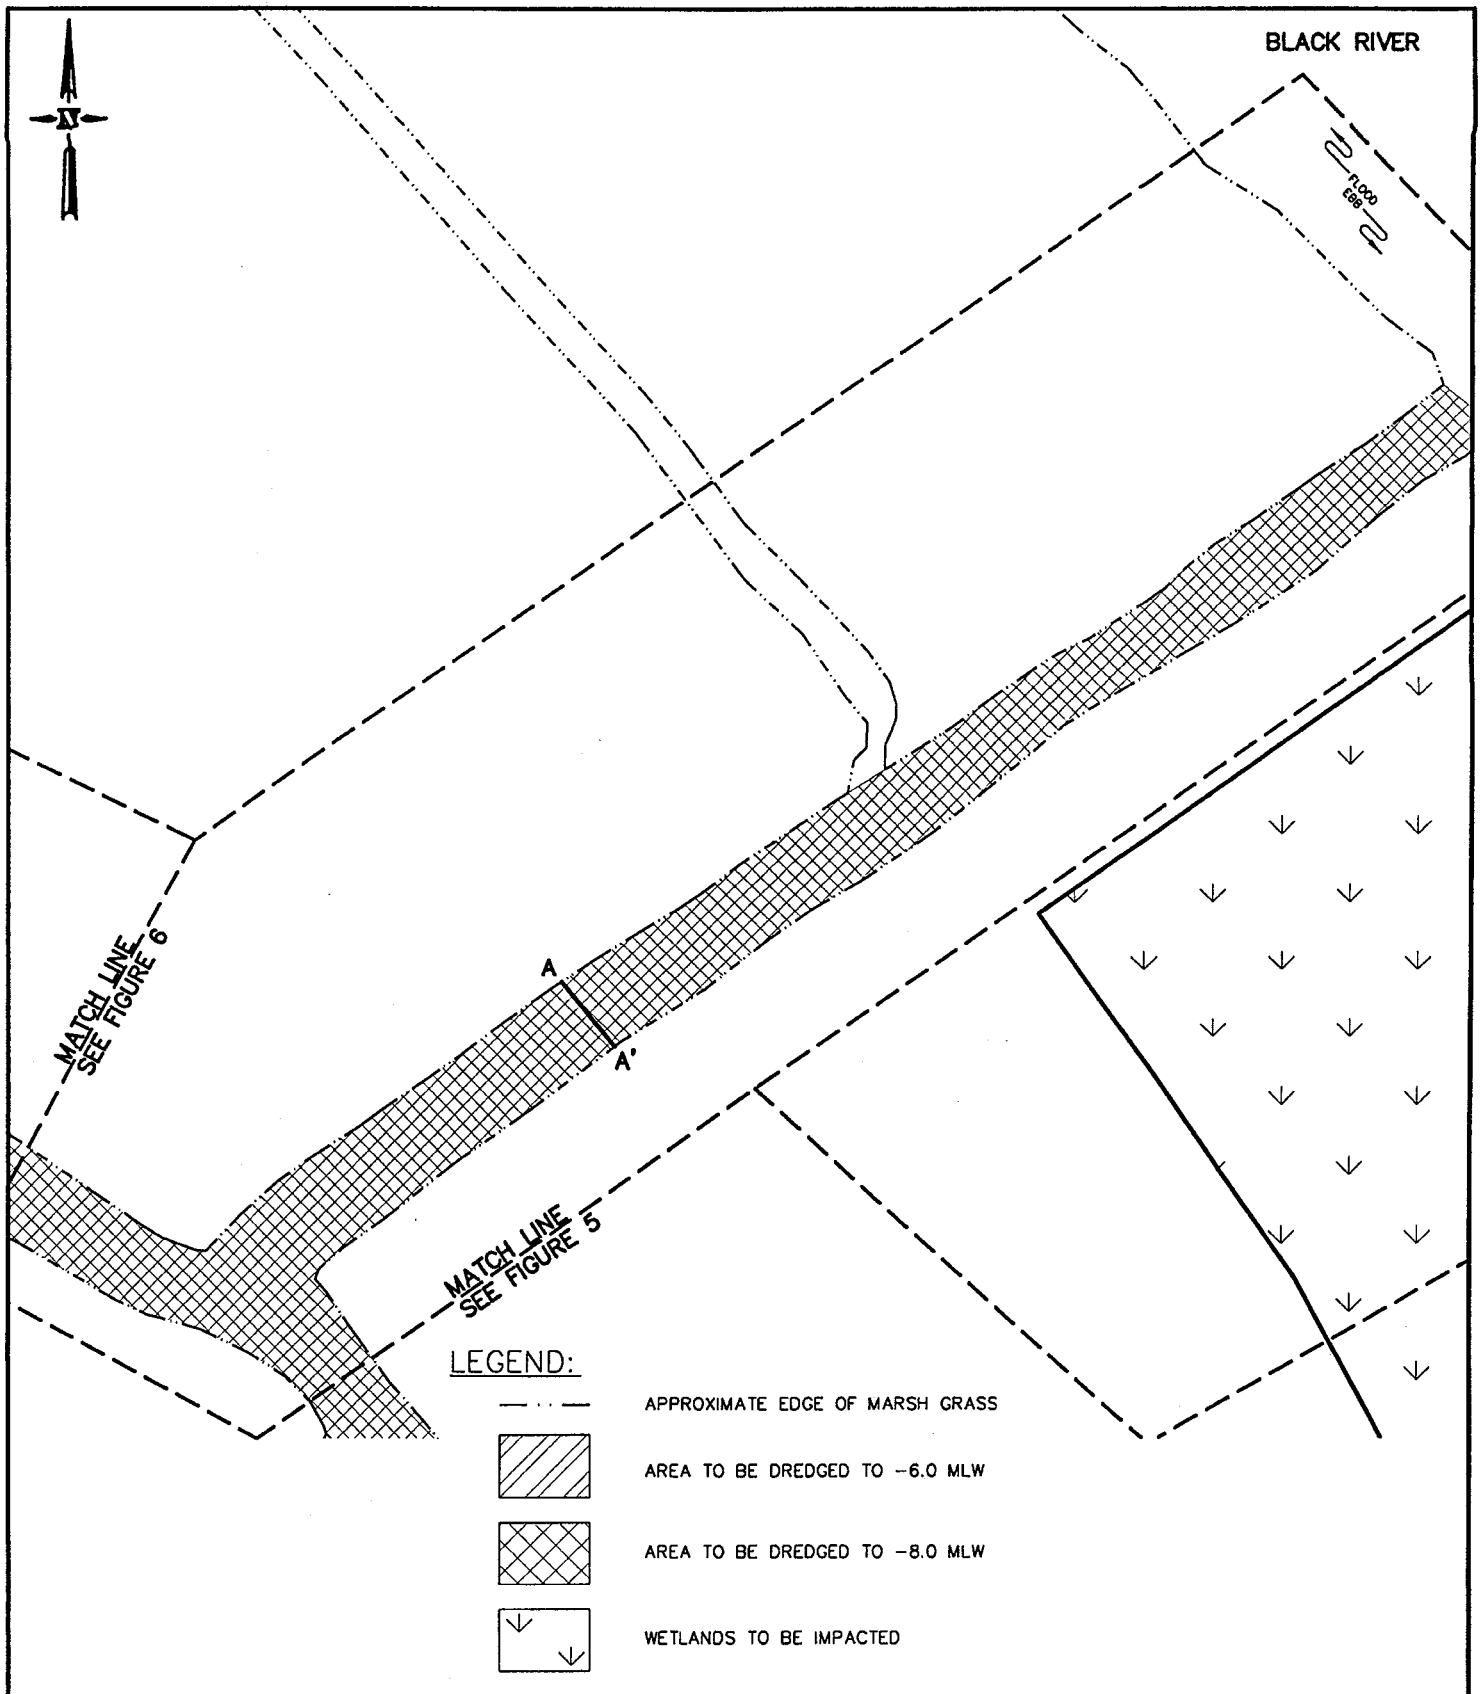 BLACK RIVER
N
FLOOD
EBB
MATCH LINE
SEE FIGURE 6
A
A'
MATCH LINE
SEE FIGURE 5
LEGEND:
APPROXIMATE EDGE OF MARSH GRASS
AREA TO BE DREDGED TO -6.0 MLW
AREA TO BE DREDGED TO -8.0 MLW
WETLANDS TO BE IMPACTED